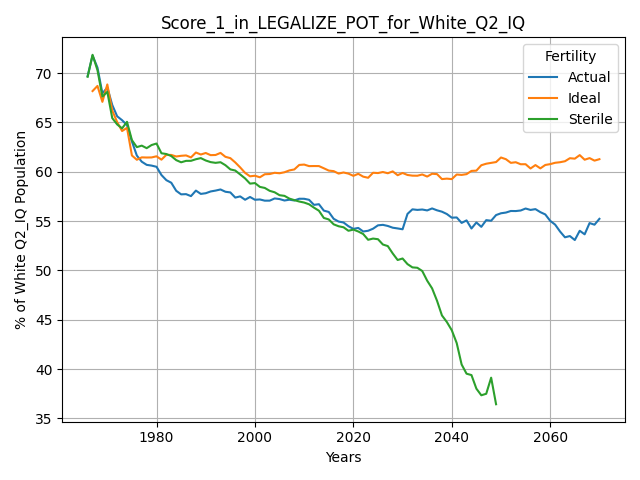 Score_1_in_LEGALIZE_POT_for_White_Q2_IQ
% of White Q2_IQ Population
70
65
60
55
50
45
40
35
Fertility
Actual
Ideal
Sterile
1980 2000 2020 2040 2060
Years